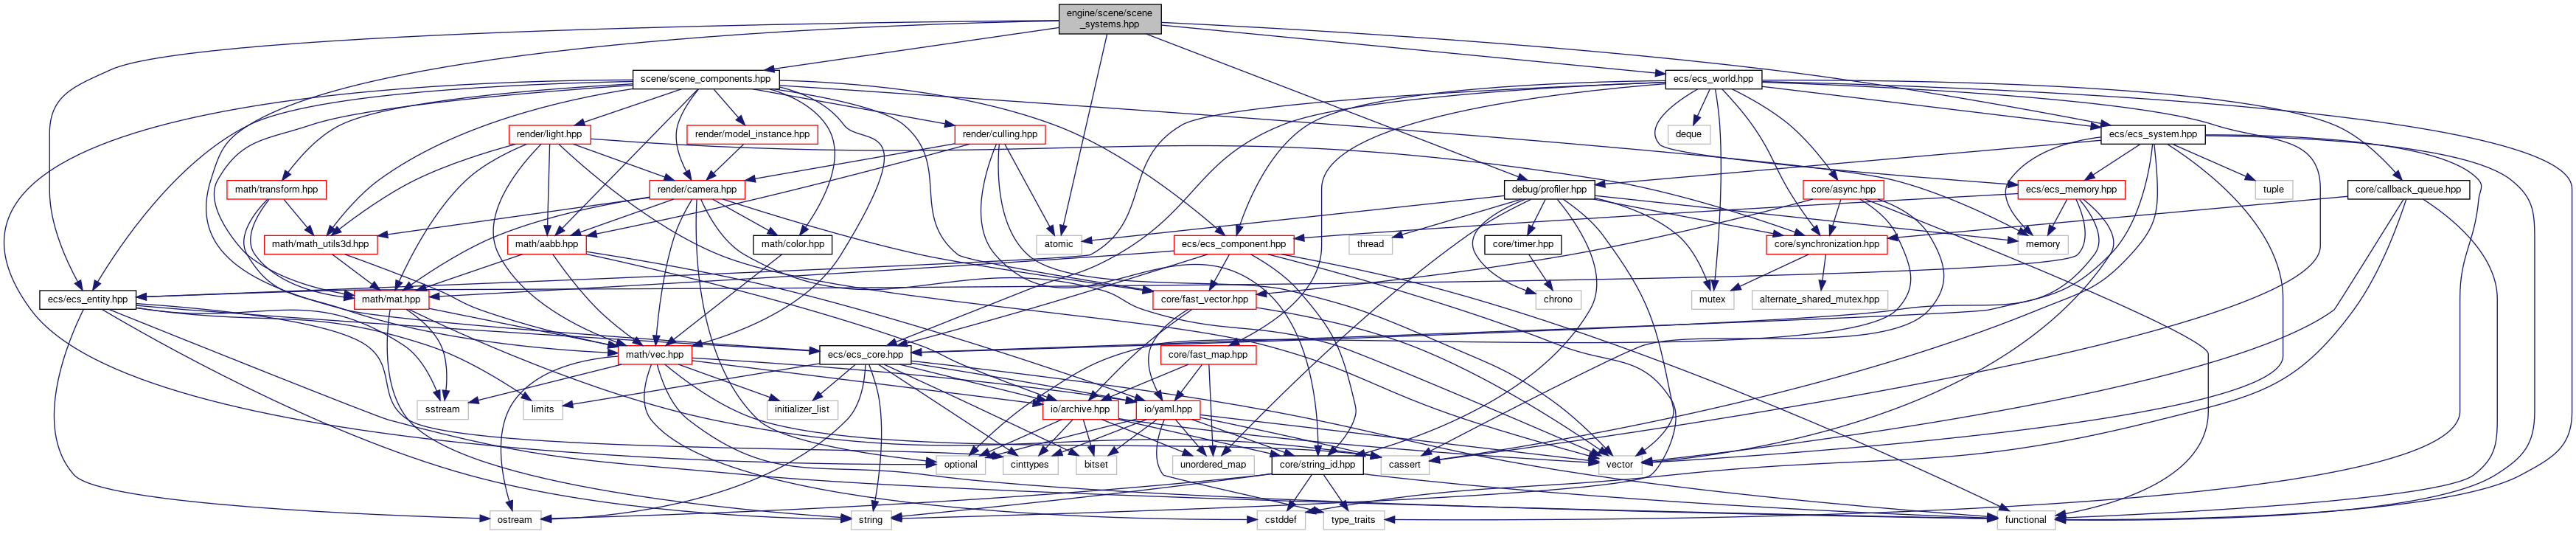 engine/scene/scene
_systems.hpp
scene/scene_components.hpp
ecs/ecs_world.hpp
render/light.hpp
render/model_instance.hpp
render/culling.hpp
deque
ecs/ecs_system.hpp
math/transform.hpp
render/camera.hpp
debug/profiler.hpp
core/async.hpp
ecs/ecs_memory.hpp
tuple
core/callback_queue.hpp
math/math_utils3d.hpp
math/aabb.hpp
math/color.hpp
atomic
ecs/ecs_component.hpp
thread
core/timer.hpp
core/synchronization.hpp
memory
ecs/ecs_entity.hpp
math/mat.hpp
core/fast_vector.hpp
chrono
mutex
alternate_shared_mutex.hpp
math/vec.hpp
ecs/ecs_core.hpp
core/fast_map.hpp
sstream
limits
initializer_list
io/archive.hpp
io/yaml.hpp
optional
cinttypes
bitset
unordered_map
core/string_id.hpp
cassert
vector
ostream
string
cstddef
type_traits
functional